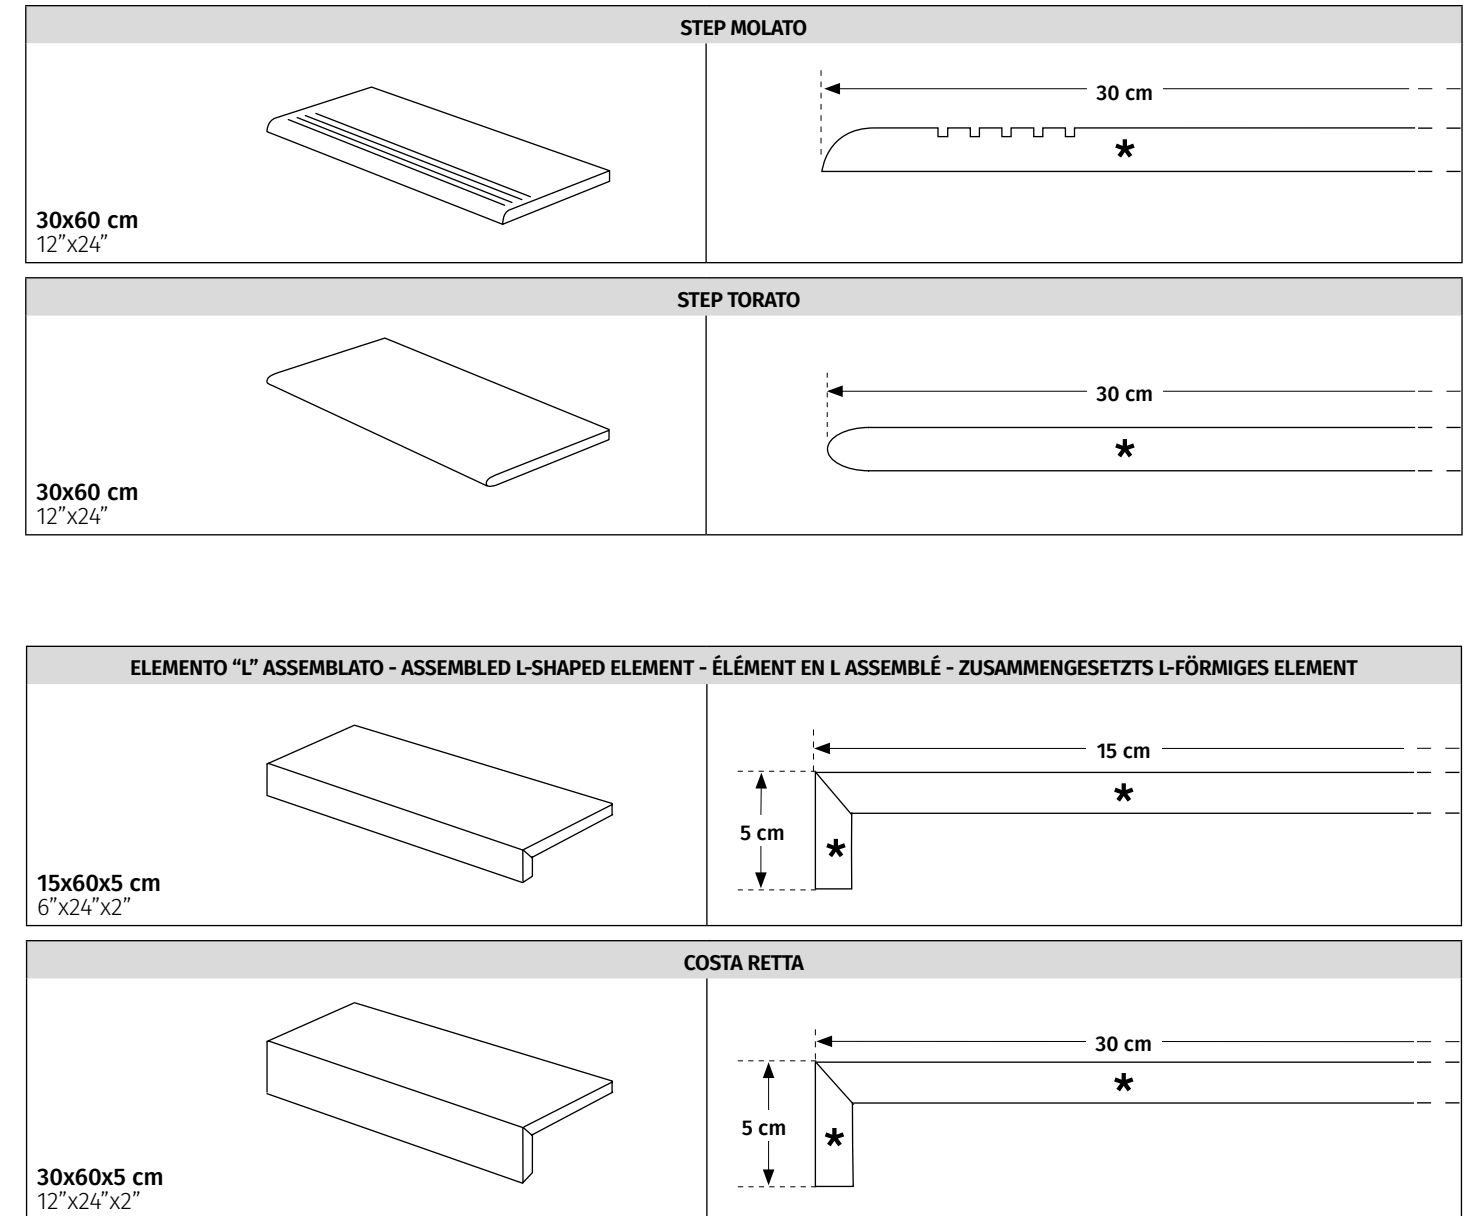 STEP MOLATO
30 cm
*
30x60 cm
12”x24”
STEP TORATO
30 cm
*
30x60 cm
12”x24”
ELEMENTO “L” ASSEMBLATO - ASSEMBLED L-SHAPED ELEMENT - ÉLÉMENT EN L ASSEMBLÉ - ZUSAMMENGESETZTS L-FÖRMIGES ELEMENT
15 cm
*
5 cm
*
15x60x5 cm
6”x24”x2”
COSTA RETTA
30 cm
*
5 cm
*
30x60x5 cm
12”x24”x2”